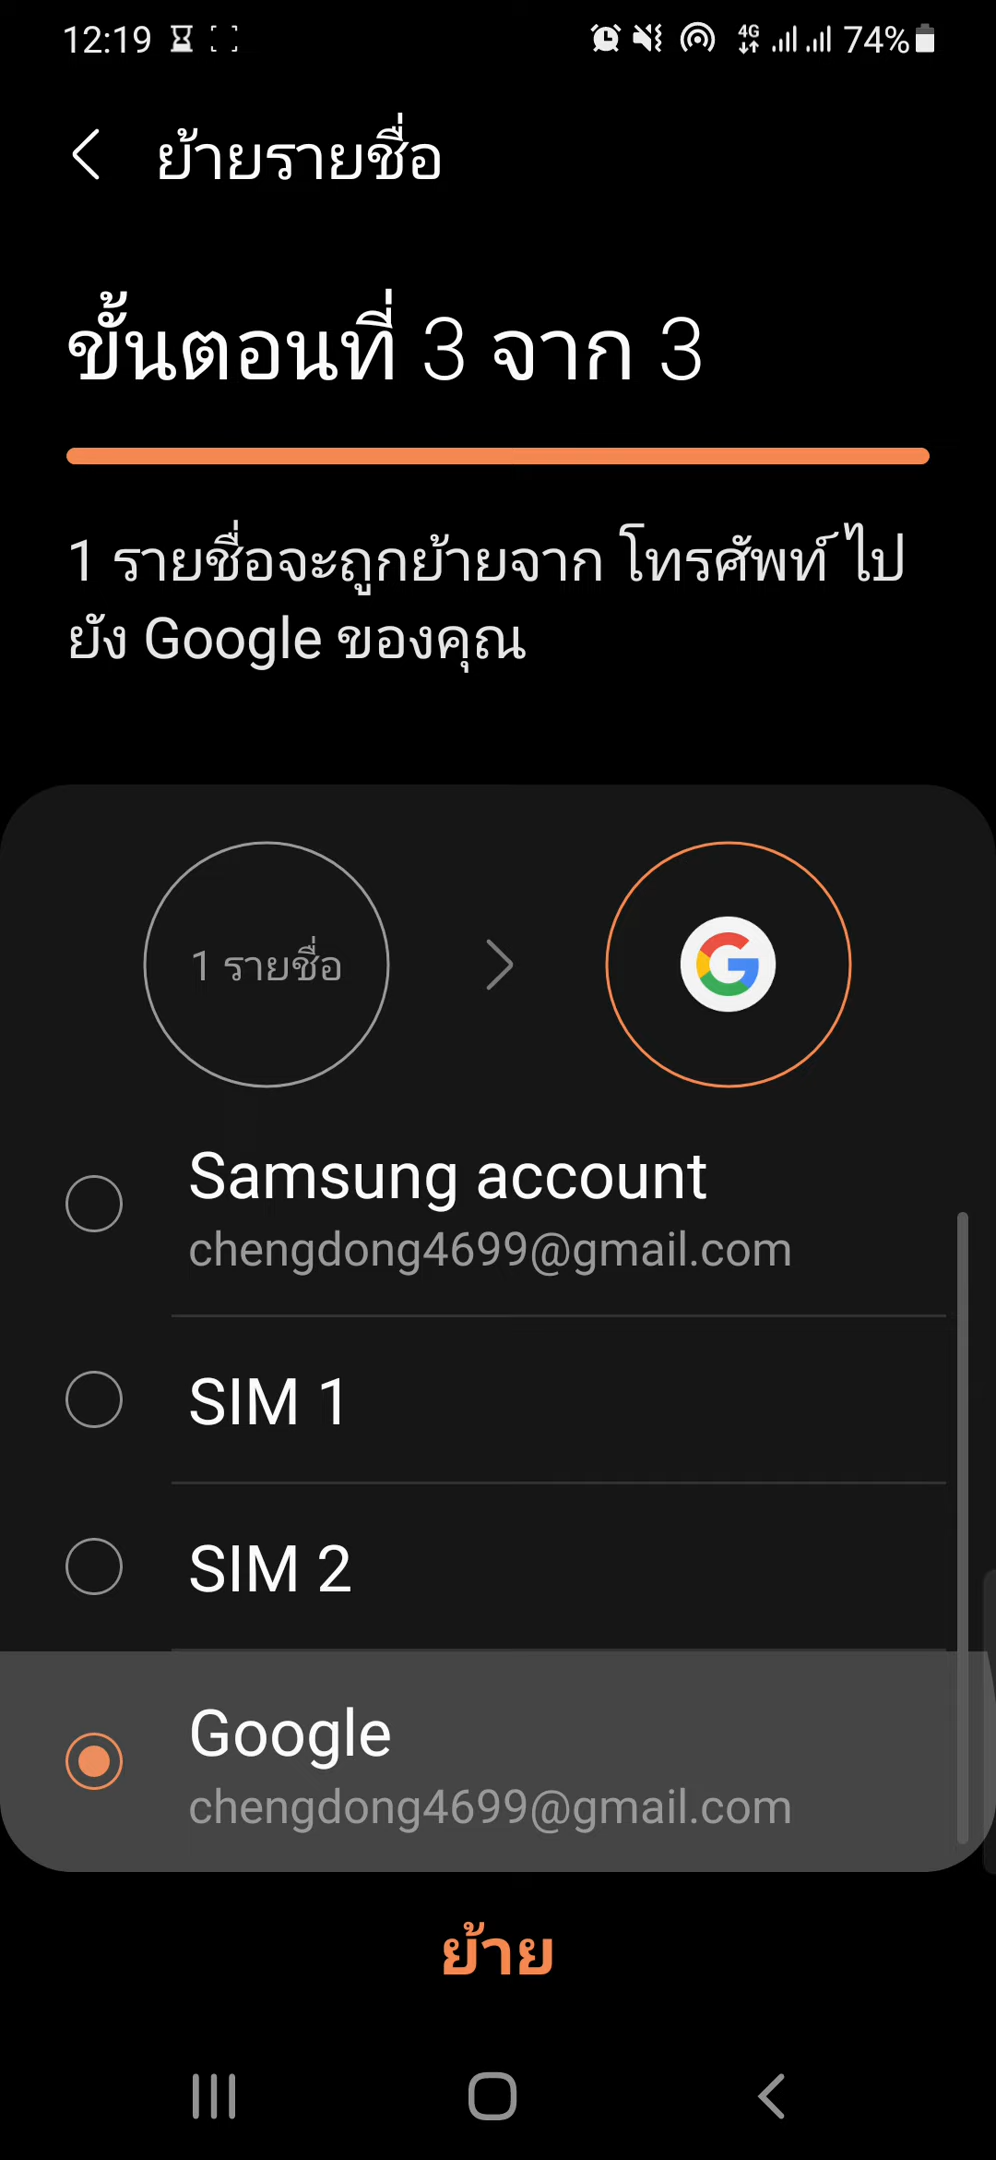 12:19
4G 74%
ย้ายรายชื่อ
ขั้นตอนที่ 3 จาก 3
1 รายชื่อจะถูกย้ายจาก โทรศัพท์ ไป
ยัง Google ของคุณ
1 รายชื่อ
Samsung account
chengdong4699@gmail.com
SIM 1
SIM 2
Google
chengdong4699@gmail.com
ย้าย